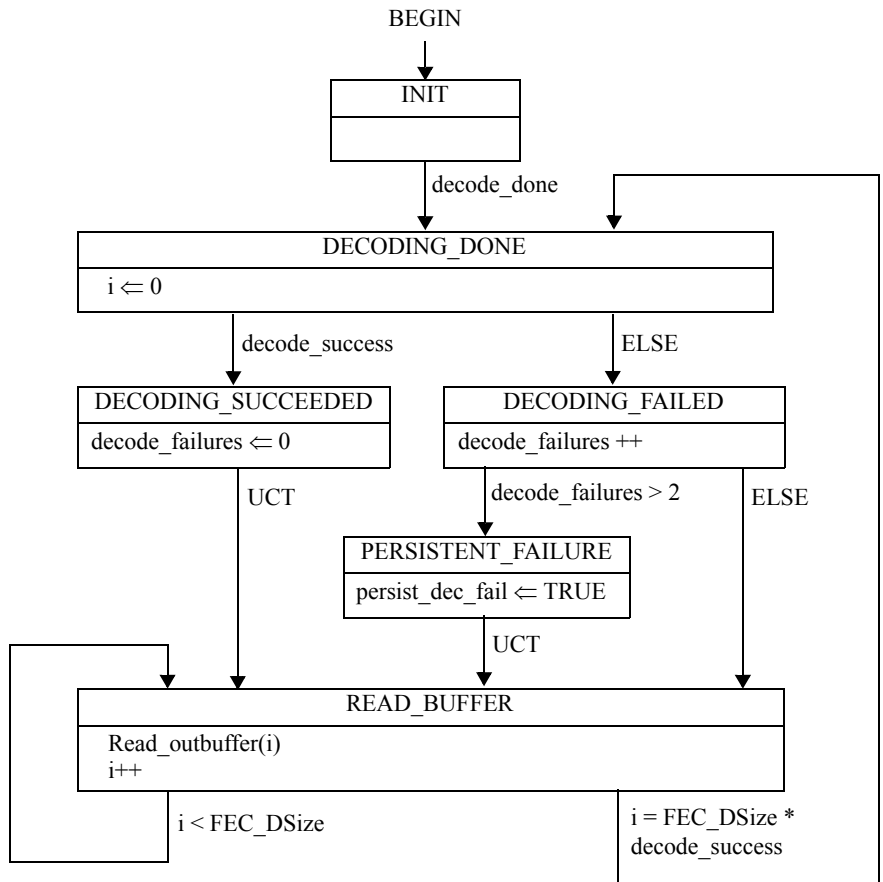 BEGIN
INIT
decode_done
DECODING_DONE
i ⇐ 0
decode_success
ELSE
DECODING_SUCCEEDED
DECODING_FAILED
decode_failures ⇐ 0
decode_failures ++
UCT
decode_failures > 2
ELSE
PERSISTENT_FAILURE
persist_dec_fail ⇐ TRUE
UCT
READ_BUFFER
Read_outbuffer(i)
i++
i < FEC_DSize
i = FEC_DSize *
decode_success